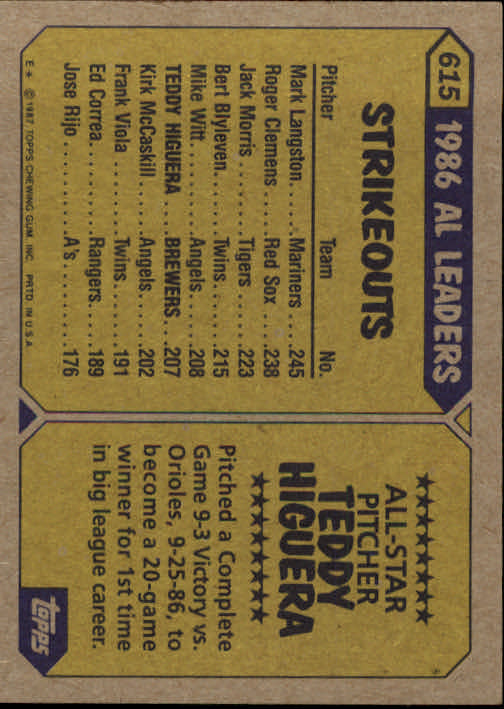 615
1986 AL LEADERS
STRIKEOUTS
Pitcher Team No.
Mark Langston..... Mariners.... 245
Roger Clemens.... Red Sox.... 238
Jack Morris........ Tigers........ 223
Bert Blyleven...... Twins........ 215
Mike Witt........... Angels....... 208
TEDDY HIGUERA .... BREWERS.. 207
Kirk McCaskill..... Angels....... 202
Frank Viola........ Twins........ 191
Ed Correa.......... Rangers..... 189
Jose Rijo .......... A's.......... 176
E* © 1987 TOPPS CHEWING GUM INC. PRTD IN U.S.A.
★★★★★★★★
ALL-STAR
PITCHER
TEDDY
HIGUERA
★★★★★★★★
Pitched a Complete
Game 9-3 Victory vs.
Orioles, 9-25-86, to
become a 20-game
winner for 1st time
in big league career.
topps